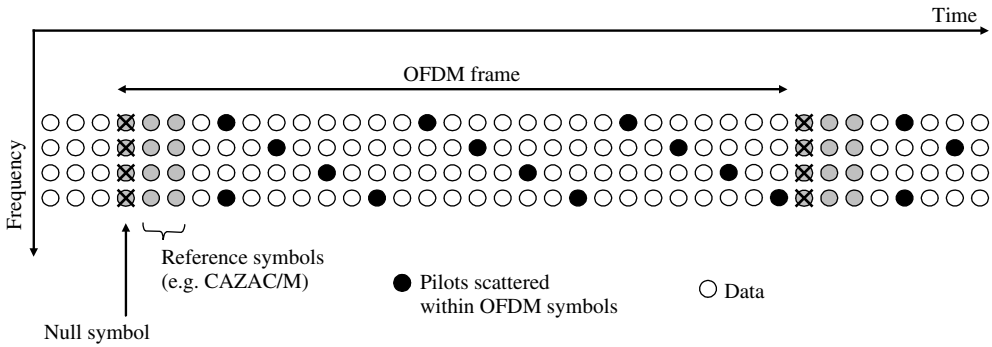 Time
OFDM frame
Frequency
Reference symbols
(e.g. CAZAC/M)
Pilots scattered
within OFDM symbols
Data
Null symbol